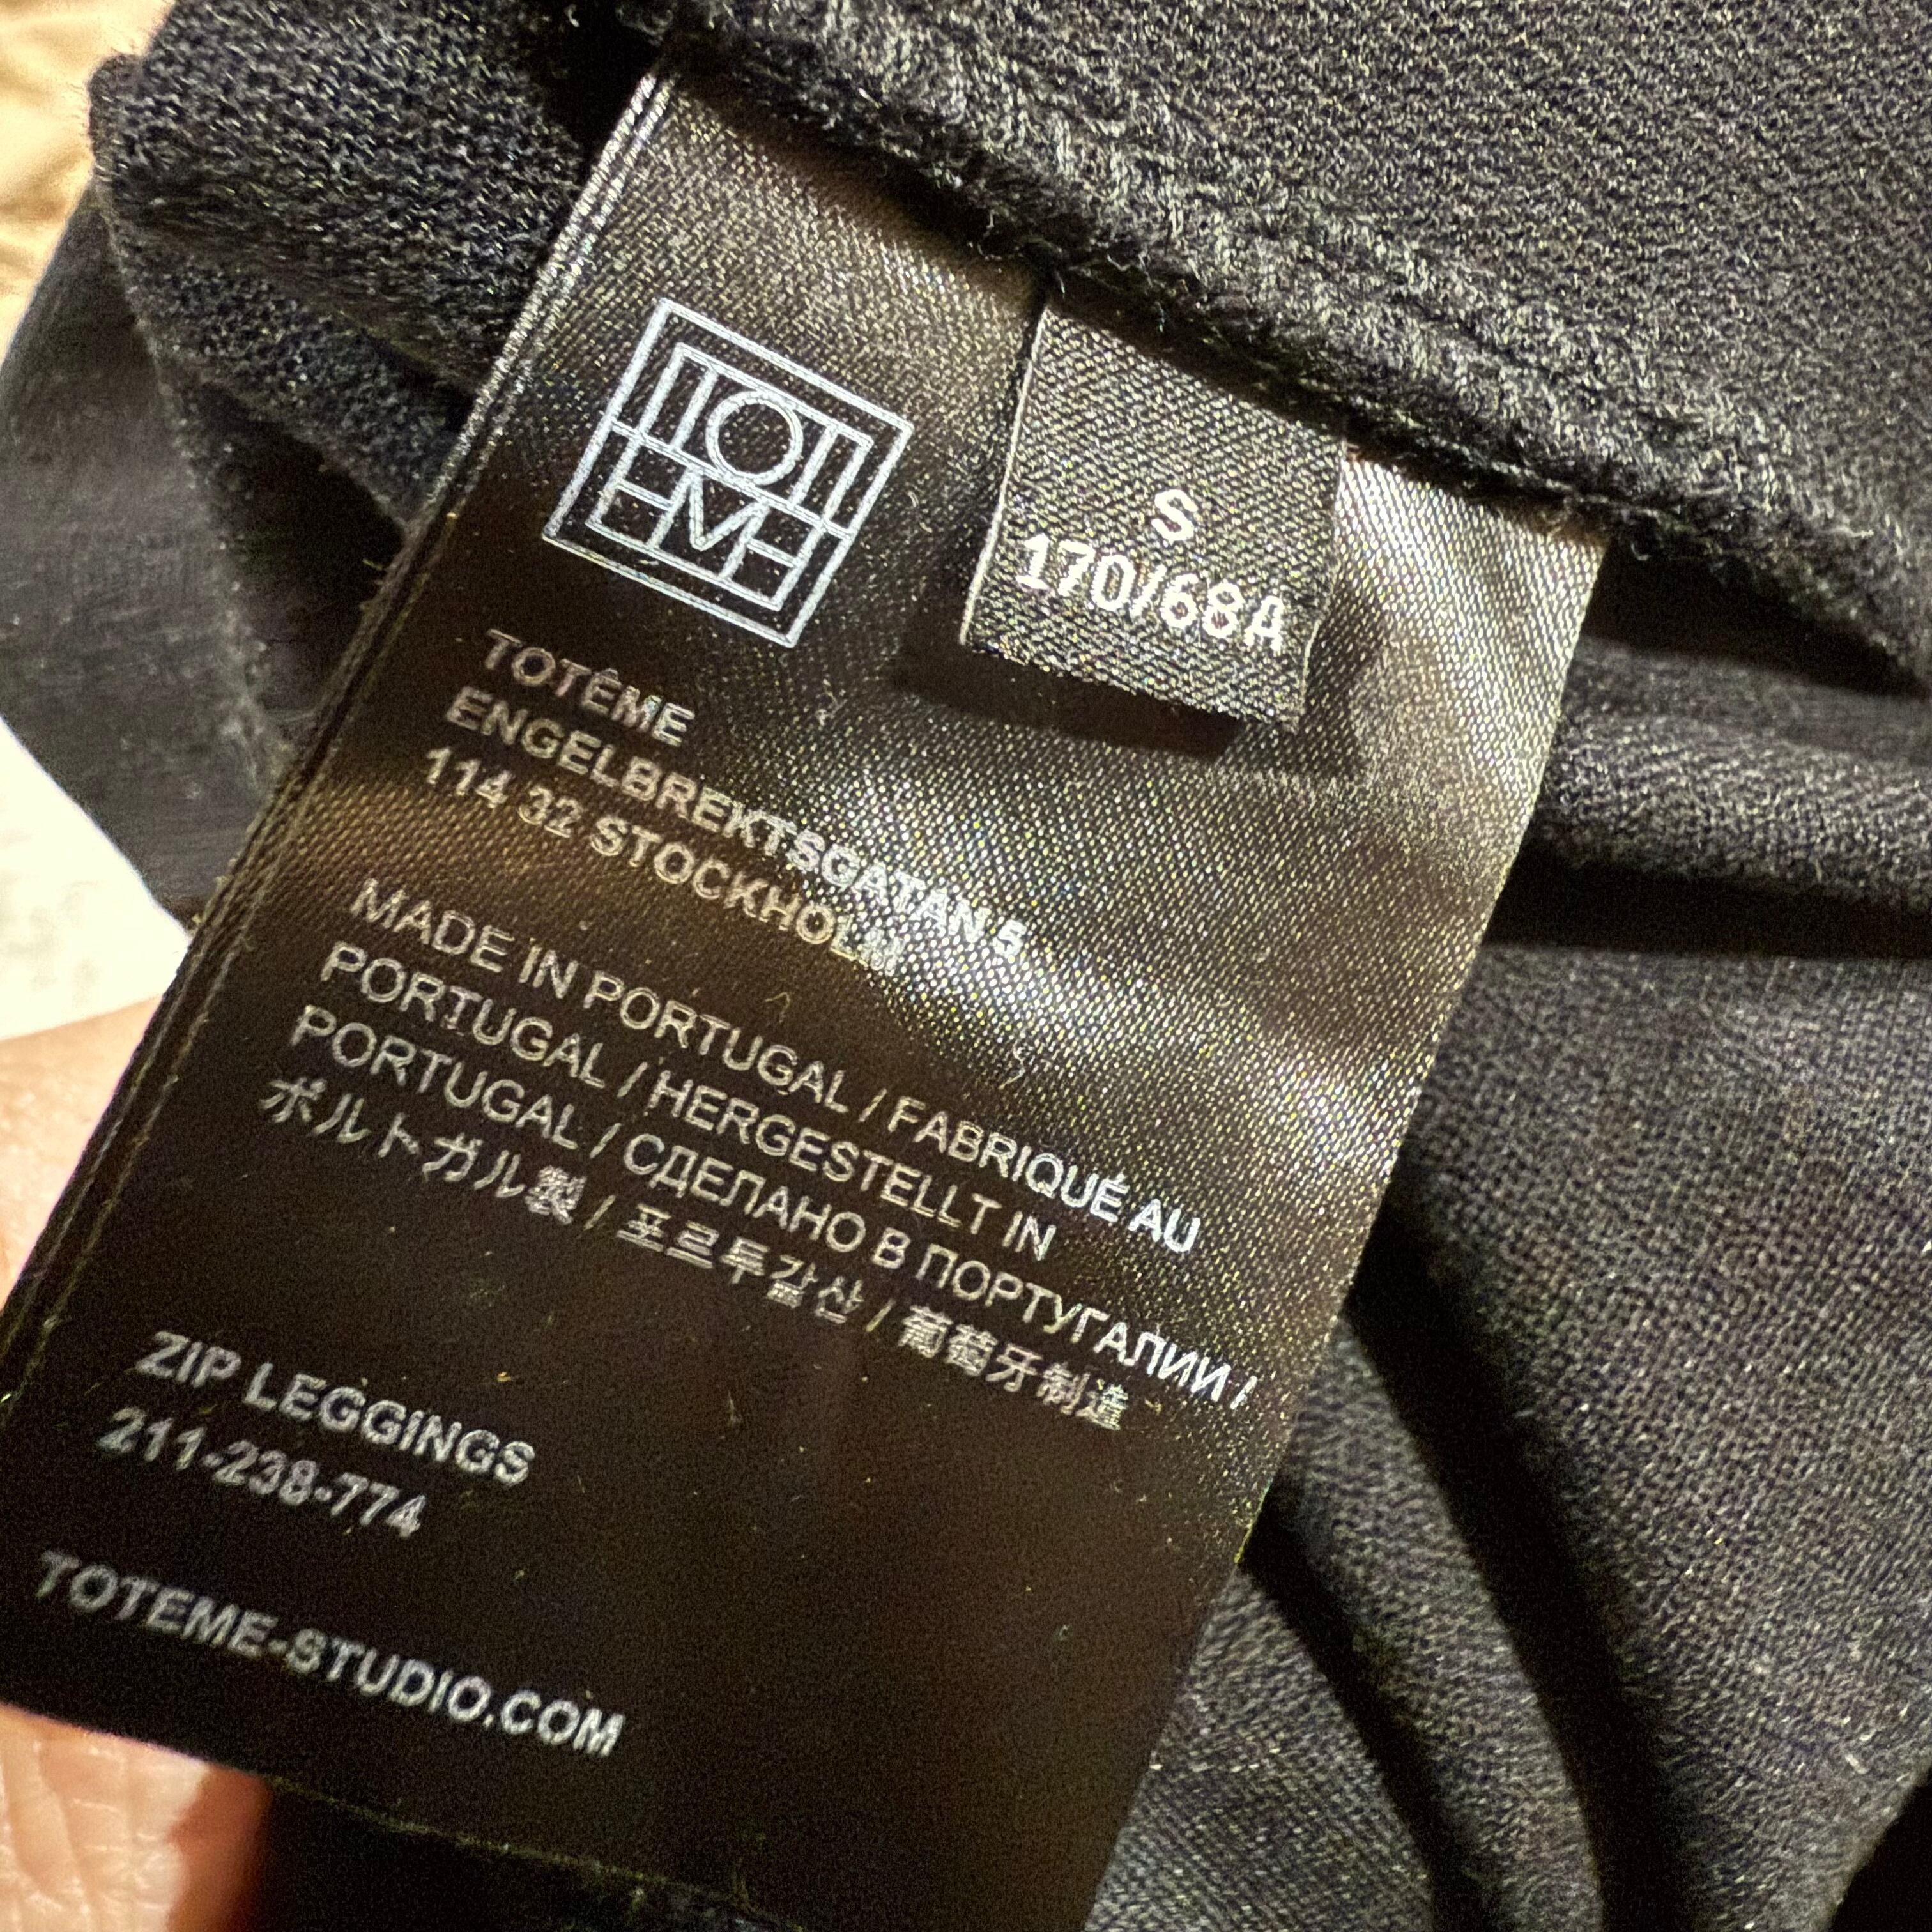 TOTEME
S
170/68A
TOTÊME
ENGELBREKTSGATAN 5
114 32 STOCKHOLM
MADE IN PORTUGAL / FABRIQUÉ AU
PORTUGAL / HERGESTELLT IN
PORTUGAL / СДЕЛАНО В ПОРТУГАЛИИ /
ポルトガル製 / 포르투갈산 / 葡萄牙制造
ZIP LEGGINGS
211-238-774
TOTEME-STUDIO.COM